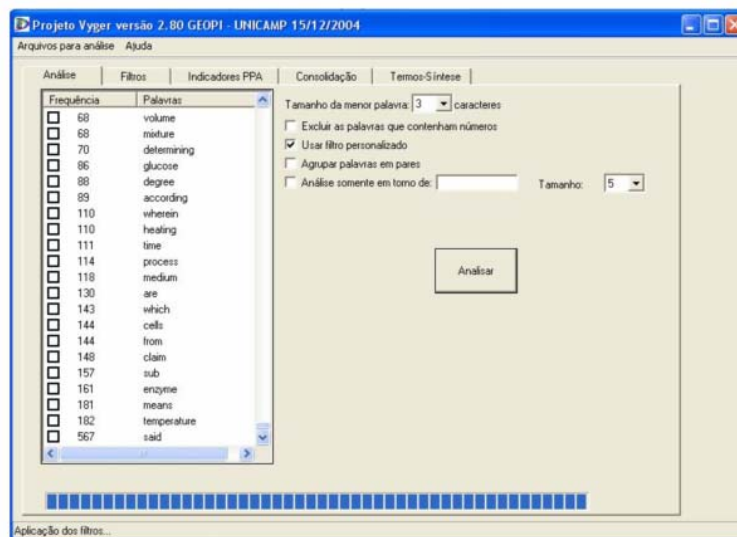 Projeto Vyger versão 2.80 GEOPI - UNICAMP 15/12/2004
Arquivos para análise Ajuda
Análise Filtros Indicadores PPA Consolidação Termos-Síntese
Frequência Palavras
68 volume
68 mixture
70 determining
86 glucose
88 degree
89 according
110 wherein
110 heating
111 time
114 process
118 medium
130 are
143 which
144 cells
144 from
148 claim
157 sub
161 enzyme
181 means
182 temperature
567 said
Tamanho da menor palavra: 3 caracteres
Excluir as palavras que contenham números
Usar filtro personalizado
Agrupar palavras em pares
Análise somente em torno de: Tamanho: 5
Analisar
Aplicação dos filtros...